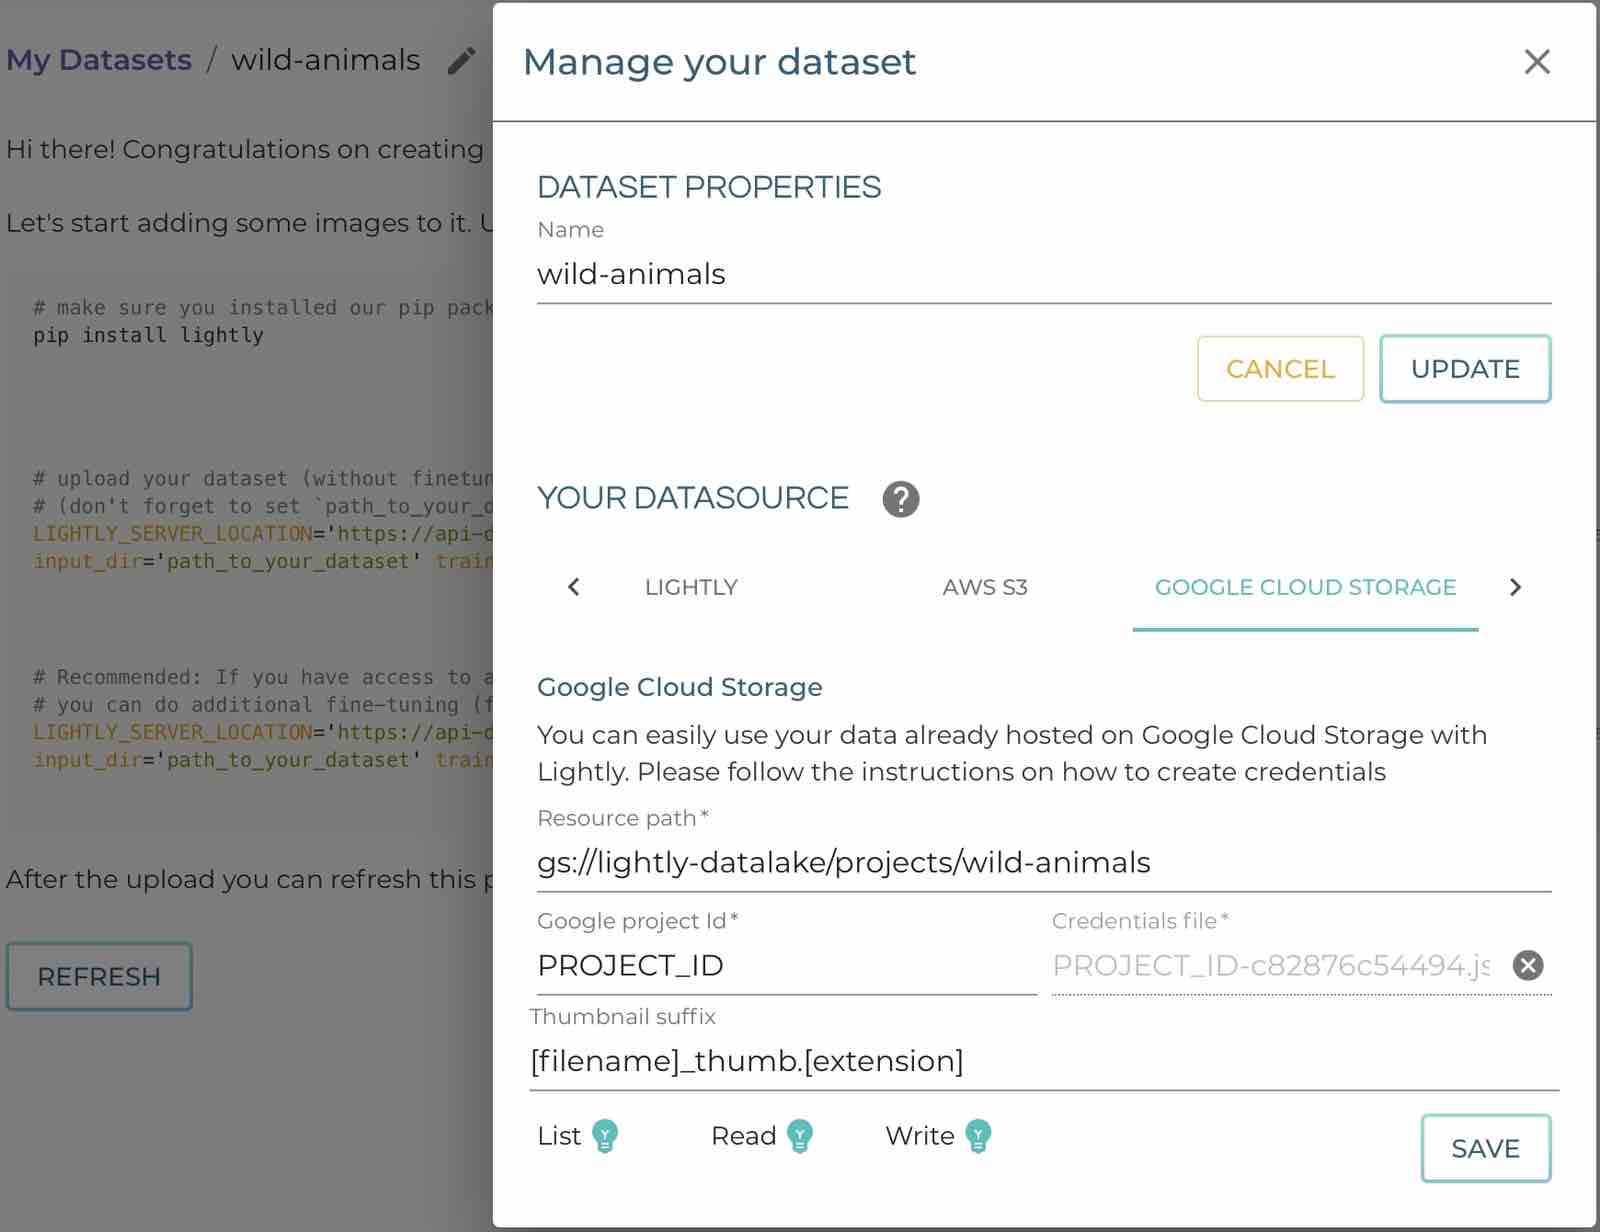 My Datasets / wild-animals
Hi there! Congratulations on creating
Let's start adding some images to it.
# make sure you installed our pip pack
pip install lightly
# upload your dataset (without finetun
# (don't forget to set `path_to_your_d
LIGHTLY_SERVER_LOCATION='https://api-d
input_dir='path_to_your_dataset' train
# Recommended: If you have access to a
# you can do additional fine-tuning (f
LIGHTLY_SERVER_LOCATION='https://api-d
input_dir='path_to_your_dataset' train
After the upload you can refresh this p
REFRESH
Manage your dataset
DATASET PROPERTIES
Name
wild-animals
CANCEL
UPDATE
YOUR DATASOURCE ?
LIGHTLY
AWS S3
GOOGLE CLOUD STORAGE
Google Cloud Storage
You can easily use your data already hosted on Google Cloud Storage with
Lightly. Please follow the instructions on how to create credentials
Resource path*
gs://lightly-datalake/projects/wild-animals
Google project Id*
PROJECT_ID
Credentials file*
PROJECT_ID-c82876c54494.js
Thumbnail suffix
[filename]_thumb.[extension]
List
Read
Write
SAVE